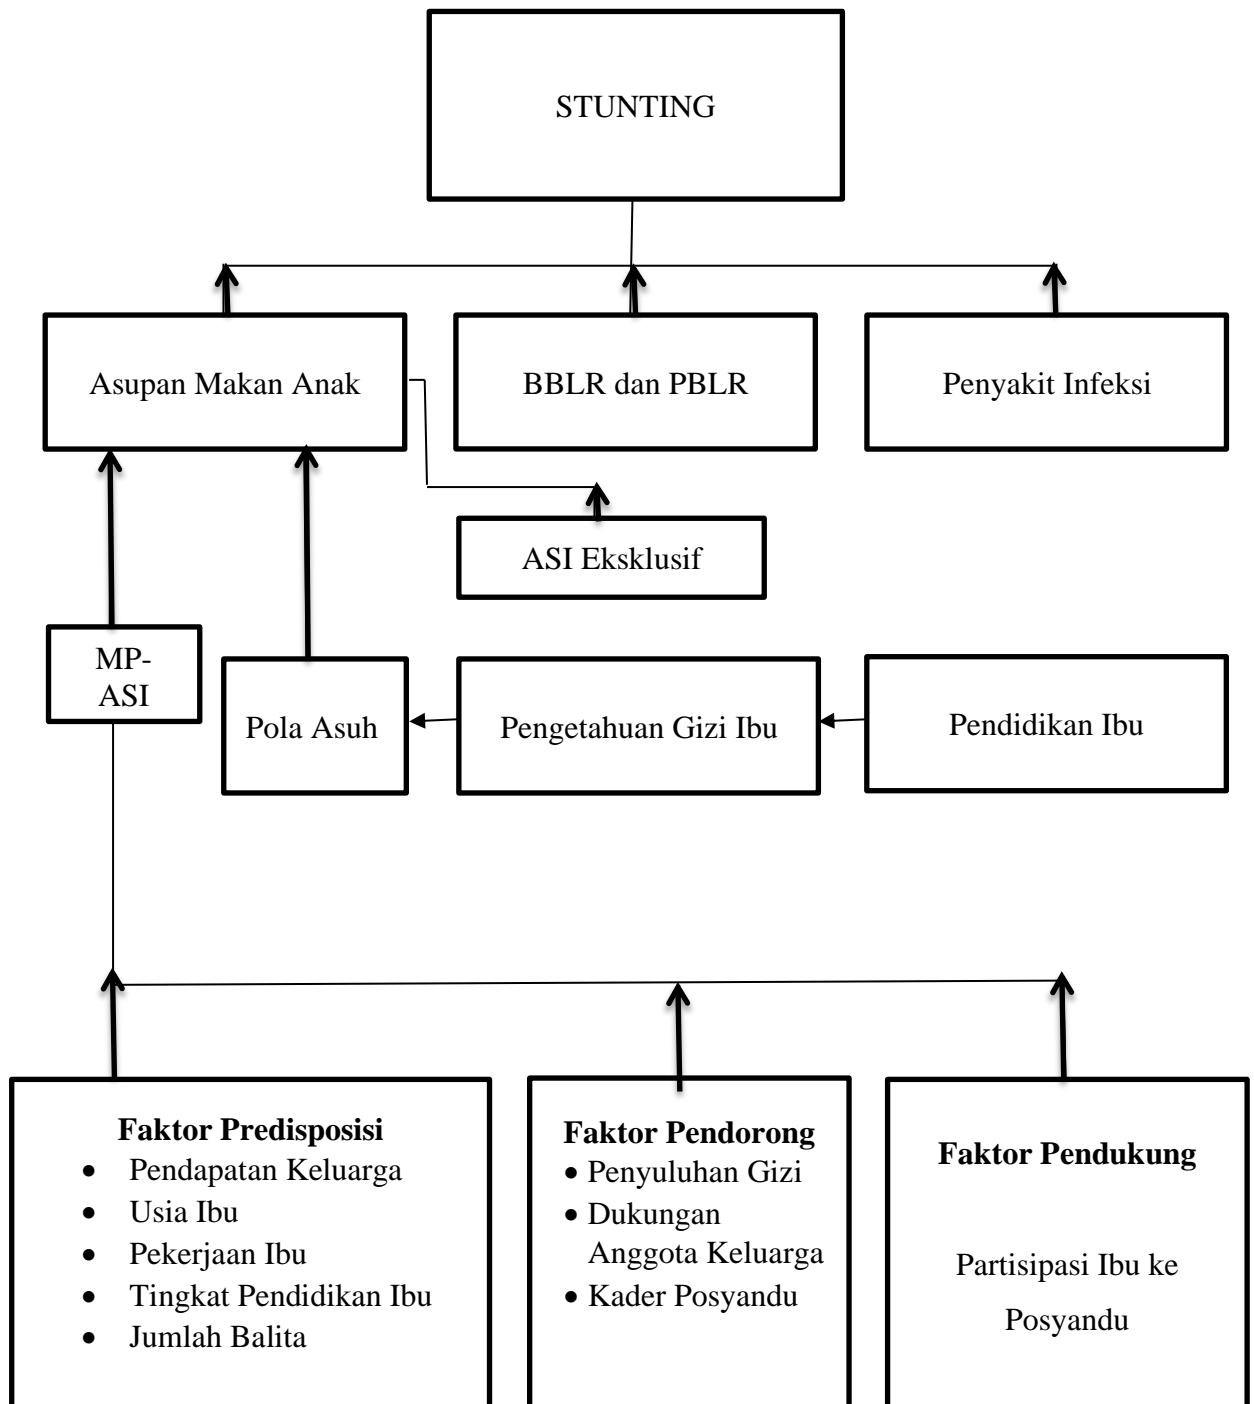 STUNTING
Asupan Makan Anak
BBLR dan PBLR
Penyakit Infeksi
ASI Eksklusif
MP-
ASI
Pola Asuh
Pengetahuan Gizi Ibu
Pendidikan Ibu
Faktor Predisposisi
• Pendapatan Keluarga
• Usia Ibu
• Pekerjaan Ibu
• Tingkat Pendidikan Ibu
• Jumlah Balita
Faktor Pendorong
• Penyuluhan Gizi
• Dukungan
Anggota Keluarga
• Kader Posyandu
Faktor Pendukung
Partisipasi Ibu ke
Posyandu